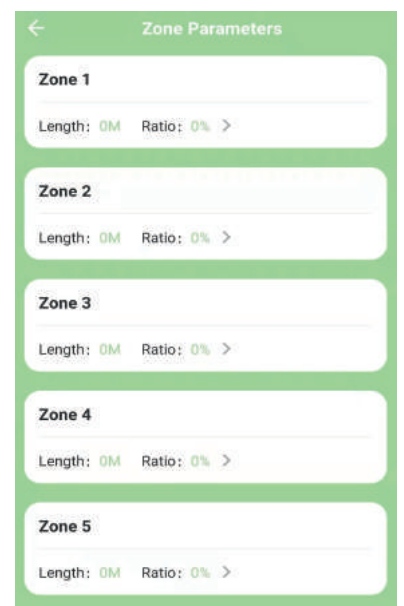 Zone Parameters
Zone 1
Length: 0M Ratio: 0%
Zone 2
Length: 0M Ratio: 0%
Zone 3
Length: 0M Ratio: 0%
Zone 4
Length: 0M Ratio: 0%
Zone 5
Length: 0M Ratio: 0%